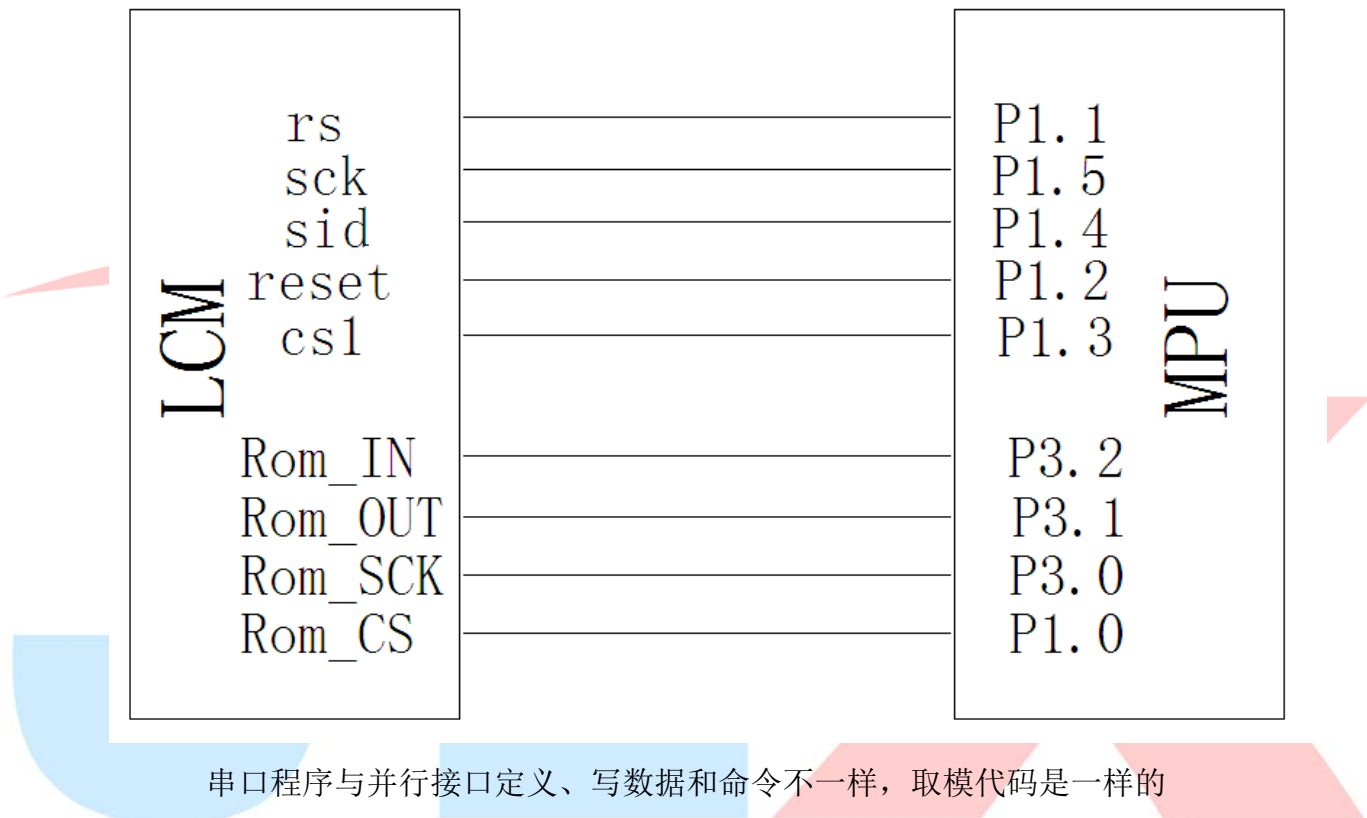 rs P1.1
sck P1.5
sid P1.4
reset P1.2
cs1 P1.3
LCM MPU
Rom_IN P3.2
Rom_OUT P3.1
Rom_SCK P3.0
Rom_CS P1.0
串口程序与并行接口定义、写数据和命令不一样，取模代码是一样的